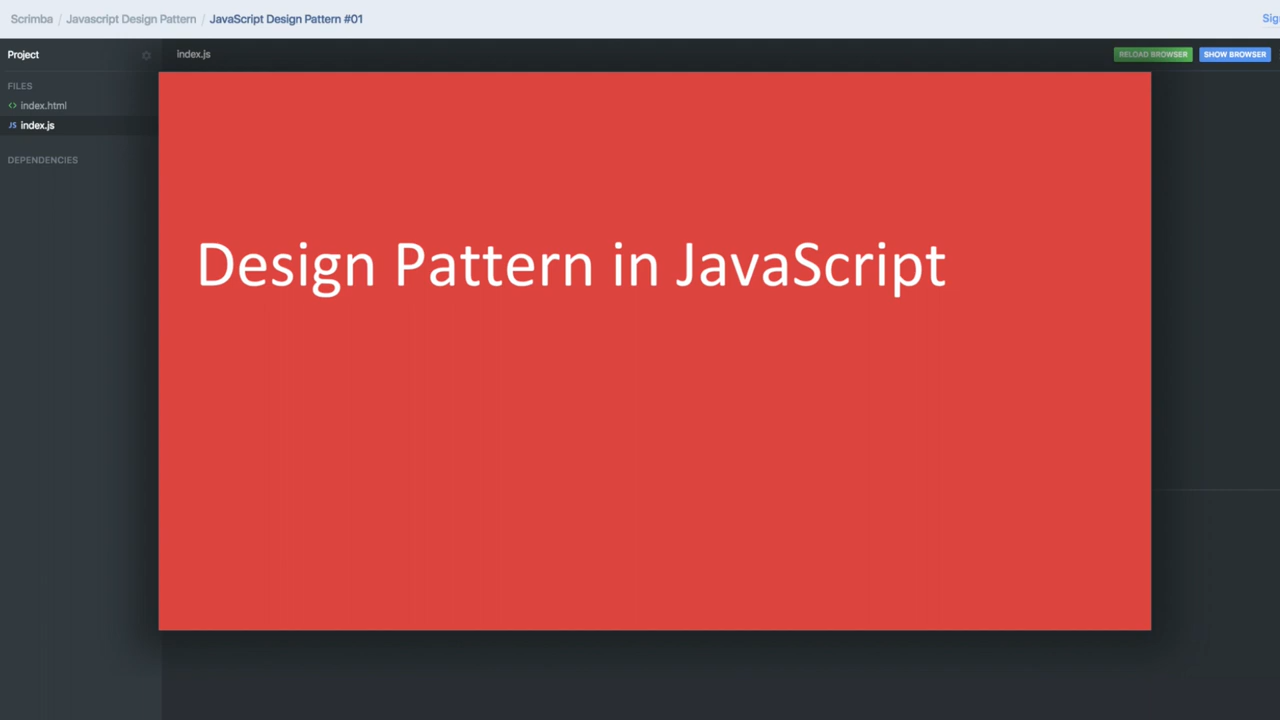 Scrimba / Javascript Design Pattern / JavaScript Design Pattern #01
Sig
Project
index.js
RELOAD BROWSER
SHOW BROWSER
FILES
<> index.html
JS index.js
DEPENDENCIES
Design Pattern in JavaScript